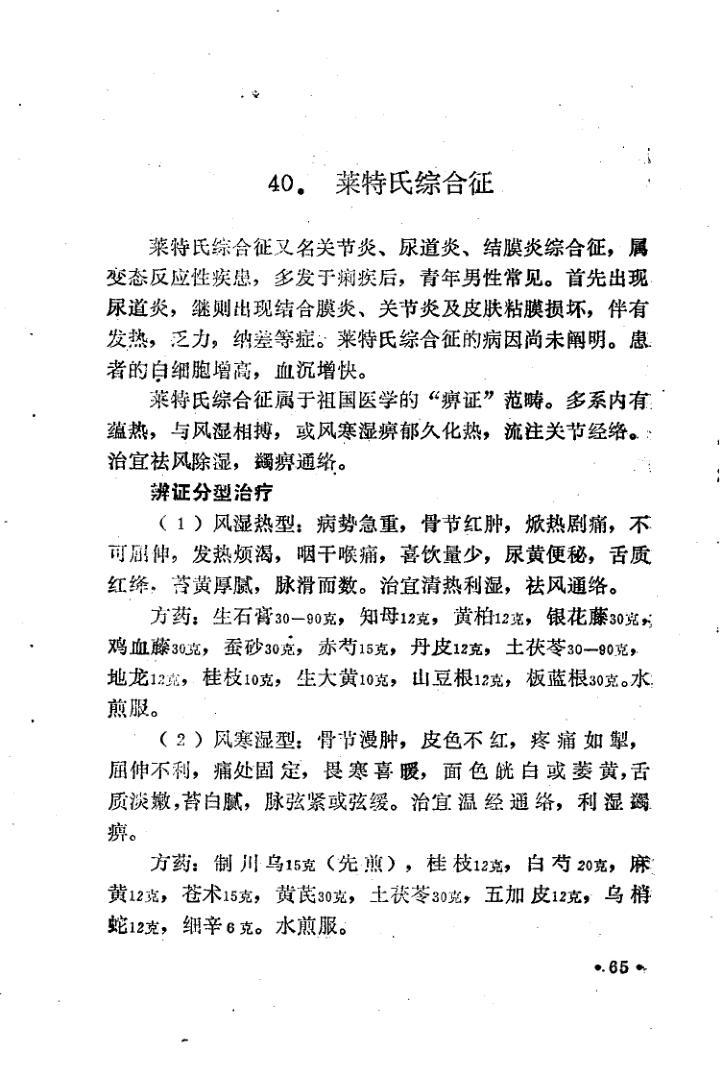 40. 莱特氏综合征
莱特氏综合征又名关节炎、尿道炎、结膜炎综合征，属
变态反应性疾患，多发于痢疾后，青年男性常见。首先出现
尿道炎，继则出现结合膜炎、关节炎及皮肤粘膜损坏，伴有
发热，乏力，纳差等症。莱特氏综合征的病因尚未阐明。患
者的白细胞增高，血沉增快。
莱特氏综合征属于祖国医学的“痹证”范畴。多系内有
蕴热，与风湿相搏，或风寒湿痹郁久化热，流注关节经络。
治宜祛风除湿，蠲痹通络。
辨证分型治疗
（1）风湿热型：病势急重，骨节红肿，焮热剧痛，不
可屈伸，发热烦渴，咽干喉痛，喜饮量少，尿黄便秘，舌质
红绛，苔黄厚腻，脉滑而数。治宜清热利湿，祛风通络。
方药：生石膏30—90克，知母12克，黄柏12克，银花藤30克，
鸡血藤30克，蚕砂30克，赤芍15克，丹皮12克，土茯苓30—90克，
地龙12克，桂枝10克，生大黄10克，山豆根12克，板蓝根30克。水
煎服。
（2）风寒湿型：骨节漫肿，皮色不红，疼痛如掣，
屈伸不利，痛处固定，畏寒喜暖，面色㿠白或萎黄，舌
质淡嫩，苔白腻，脉弦紧或弦缓。治宜温经通络，利湿蠲
痹。
方药：制川乌15克（先煎），桂枝12克，白芍20克，麻
黄12克，苍术15克，黄芪30克，土茯苓30克，五加皮12克，乌梢
蛇12克，细辛6克。水煎服。
•65•